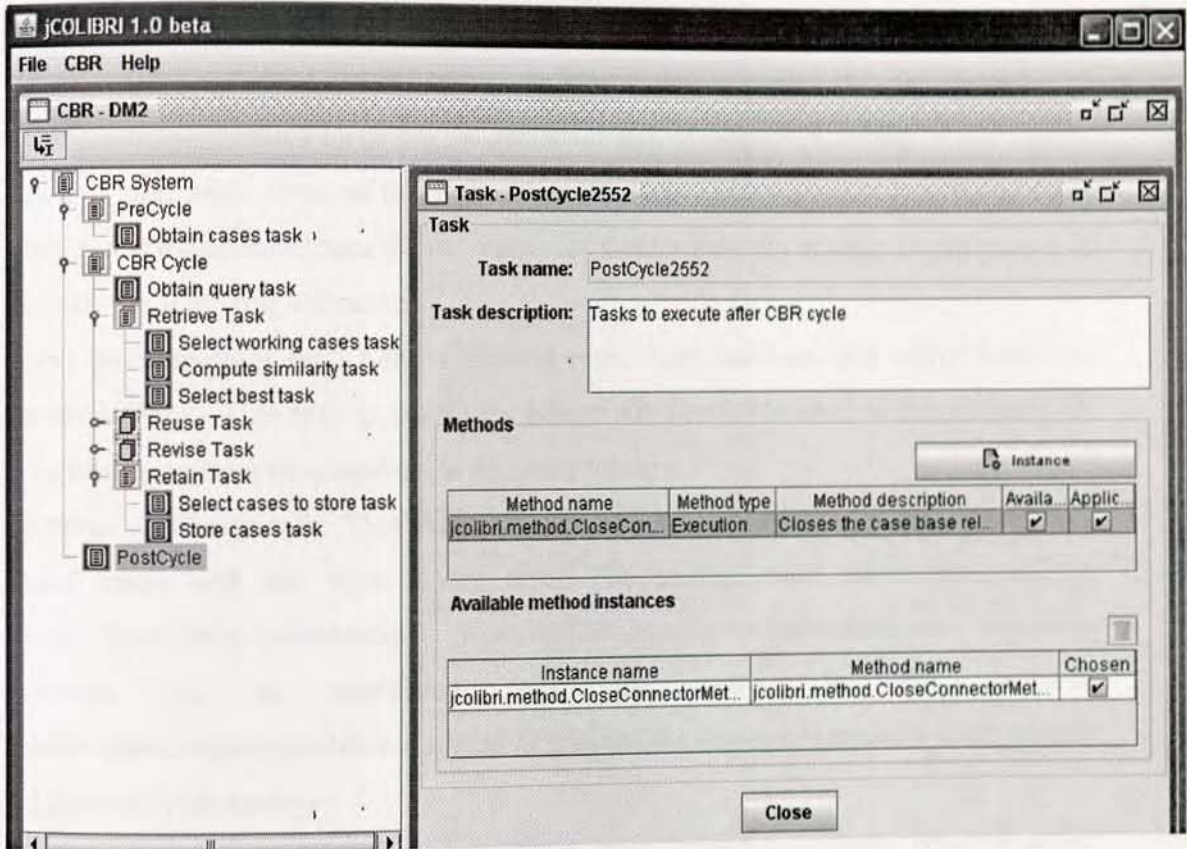 jCOLIBRI 1.0 beta
File CBR Help
CBR - DM2
CBR System
PreCycle
Obtain cases task
CBR Cycle
Obtain query task
Retrieve Task
Select working cases task
Compute similarity task
Select best task
Reuse Task
Revise Task
Retain Task
Select cases to store task
Store cases task
PostCycle
Task - PostCycle2552
Task
Task name: PostCycle2552
Task description: Tasks to execute after CBR cycle
Methods
Instance
Method name Method type Method description Availa... Applic...
jcolibri.method.CloseCon... Execution Closes the case base rel...
Available method instances
Instance name Method name Chosen
jcolibri.method.CloseConnectorMet... jcolibri.method.CloseConnectorMet...
Close